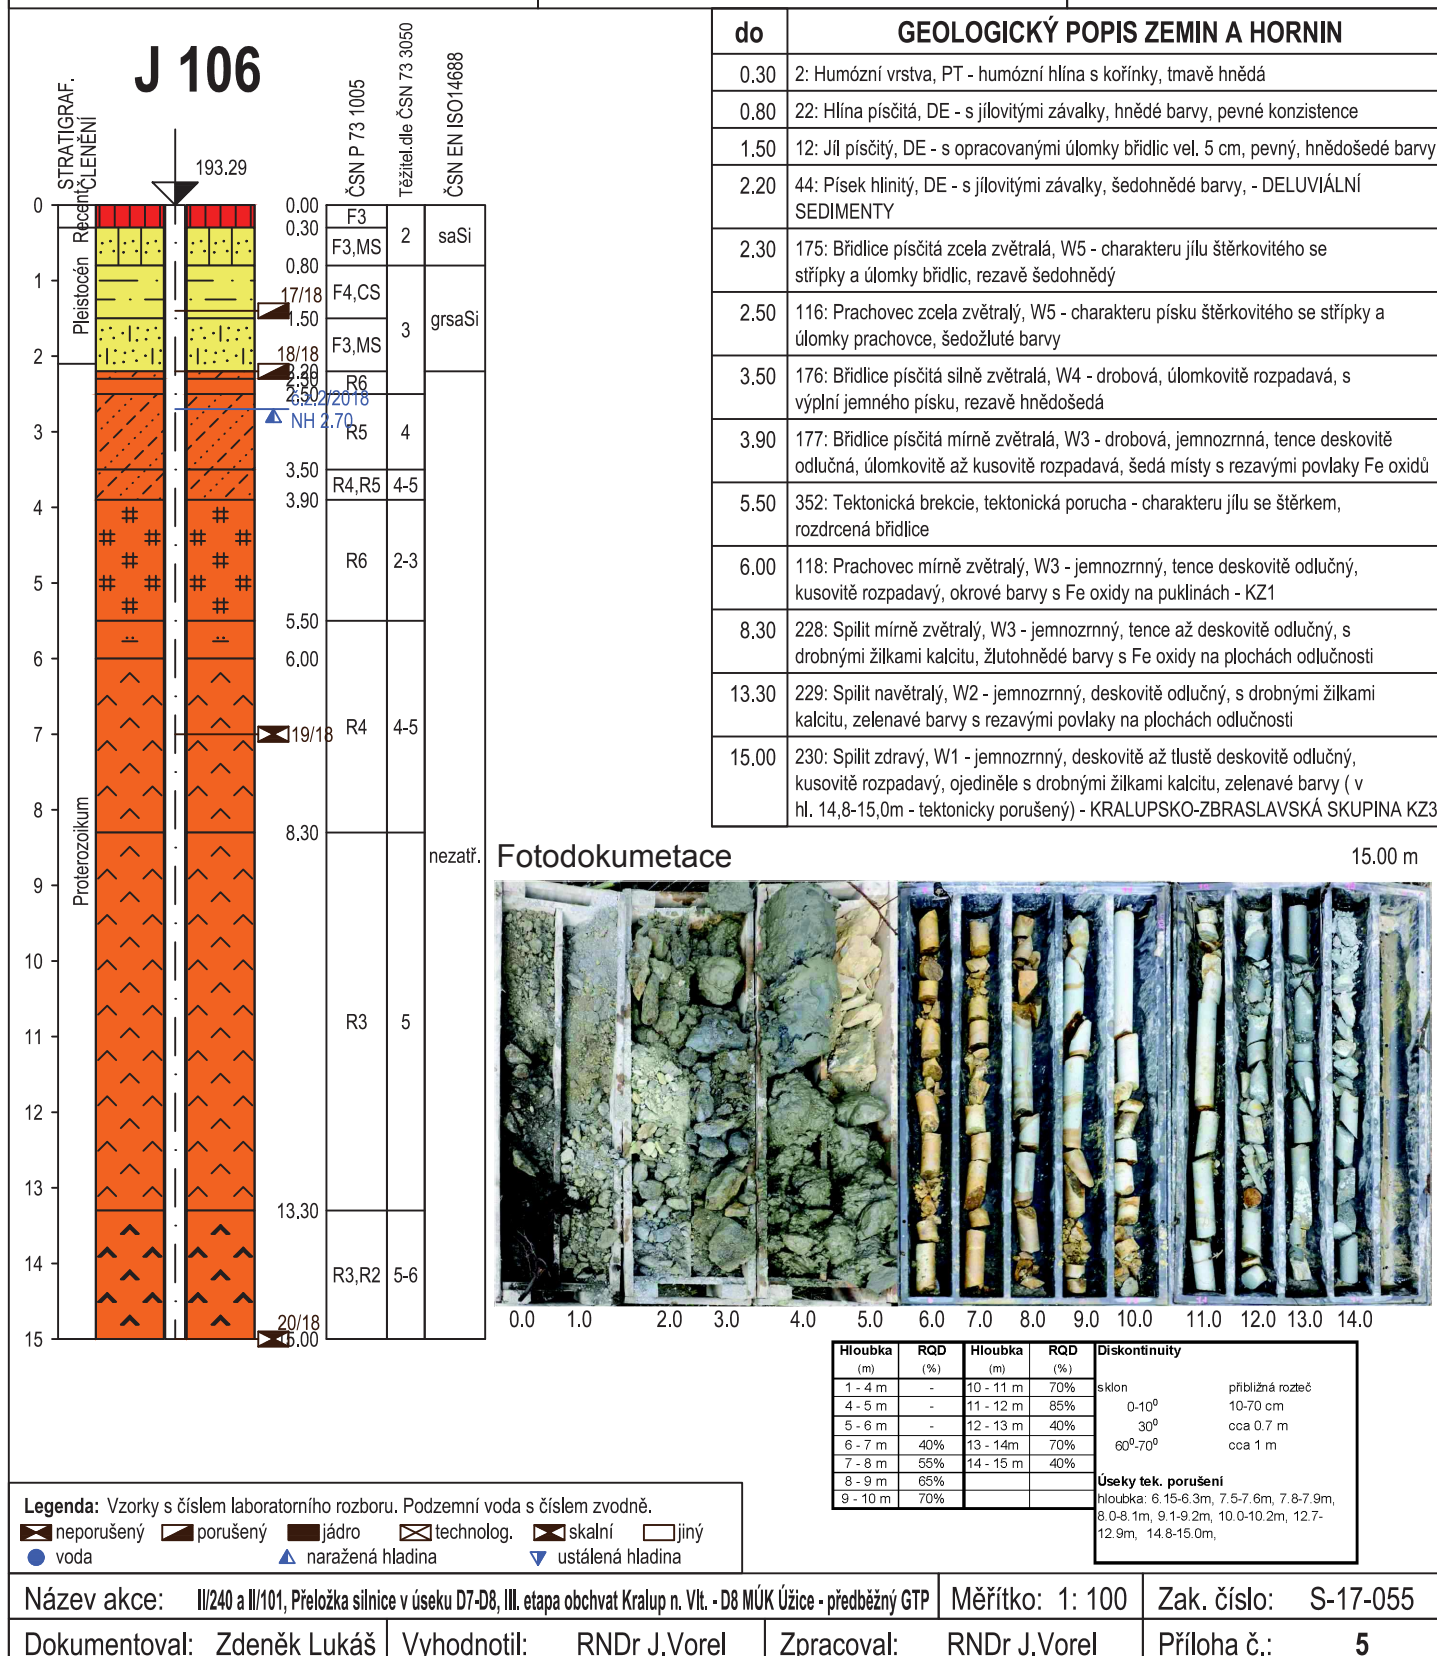 J 106
STRATIGRAF.
ČLENĚNÍ
193.29
ČSN P 73 1005
Těžitel.dle ČSN 73 3050
ČSN EN ISO14688
Recent
Pleistocén
Proterozoikum
0
1
2
3
4
5
6
7
8
9
10
11
12
13
14
15
0.00
0.30
0.80
17/18
1.50
18/18
2.20
2.30
2.50
NH 2.70
3.50
3.90
5.50
6.00
19/18
8.30
13.30
20/18
15.00
F3
F3,MS
F4,CS
F3,MS
R6
R5
R4,R5
R6
R4
R3
R3,R2
2
3
4
4-5
2-3
4-5
5
5-6
saSi
grsaSi
nezatř.
do GEOLOGICKÝ POPIS ZEMIN A HORNIN
0.30 2: Humózní vrstva, PT - humózní hlína s kořínky, tmavě hnědá
0.80 22: Hlína písčitá, DE - s jílovitými závalky, hnědé barvy, pevné konzistence
1.50 12: Jíl písčitý, DE - s opracovanými úlomky břidlic vel. 5 cm, pevný, hnědošedé barvy
2.20 44: Písek hlinitý, DE - s jílovitými závalky, šedohnědé barvy, - DELUVIÁLNÍ
SEDIMENTY
2.30 175: Břidlice písčitá zcela zvětralá, W5 - charakteru jílu štěrkovitého se
střípky a úlomky břidlic, rezavě šedohnědý
2.50 116: Prachovec zcela zvětralý, W5 - charakteru písku štěrkovitého se střípky a
úlomky prachovce, šedožluté barvy
3.50 176: Břidlice písčitá silně zvětralá, W4 - drobová, úlomkovitě rozpadavá, s
výplní jemného písku, rezavě hnědošedá
3.90 177: Břidlice písčitá mírně zvětralá, W3 - drobová, jemnozrnná, tence deskovitě
odlučná, úlomkovitě až kusovitě rozpadavá, šedá místy s rezavými povlaky Fe oxidů
5.50 352: Tektonická brekcie, tektonická porucha - charakteru jílu se štěrkem,
rozdrcená břidlice
6.00 118: Prachovec mírně zvětralý, W3 - jemnozrnný, tence deskovitě odlučný,
kusovitě rozpadavý, okrové barvy s Fe oxidy na puklinách - KZ1
8.30 228: Spilit mírně zvětralý, W3 - jemnozrnný, tence až deskovitě odlučný, s
drobnými žilkami kalcitu, žlutohnědé barvy s Fe oxidy na plochách odlučnosti
13.30 229: Spilit navětralý, W2 - jemnozrnný, deskovitě odlučný, s drobnými žilkami
kalcitu, zelenavé barvy s rezavými povlaky na plochách odlučnosti
15.00 230: Spilit zdravý, W1 - jemnozrnný, deskovitě až tlustě deskovitě odlučný,
kusovitě rozpadavý, ojediněle s drobnými žilkami kalcitu, zelenavé barvy ( v
hl. 14,8-15,0m - tektonicky porušený) - KRALUPSKO-ZBRASLAVSKÁ SKUPINA KZ3
Fotodokumetace 15.00 m
0.0 1.0 2.0 3.0 4.0 5.0 6.0 7.0 8.0 9.0 10.0 11.0 12.0 13.0 14.0
Hloubka RQD Hloubka RQD
(m) (%) (m) (%)
1 - 4 m - 10 - 11 m 70%
4 - 5 m - 11 - 12 m 85%
5 - 6 m - 12 - 13 m 40%
6 - 7 m 40% 13 - 14m 70%
7 - 8 m 55% 14 - 15 m 40%
8 - 9 m 65%
9 - 10 m 70%
Diskontinuity
sklon přibližná rozteč
0-10⁰ 10-70 cm
30⁰ cca 0.7 m
60⁰-70⁰ cca 1 m
Úseky tek. porušení
hloubka: 6.15-6.3m, 7.5-7.6m, 7.8-7.9m,
8.0-8.1m, 9.1-9.2m, 10.0-10.2m, 12.7-
12.9m, 14.8-15.0m,
Legenda: Vzorky s číslem laboratorního rozboru. Podzemní voda s číslem zvodně.
neporušený porušený jádro technolog. skalní jiný
voda naražená hladina ustálená hladina
Název akce: II/240 a II/101, Přeložka silnice v úseku D7-D8, III. etapa obchvat Kralup n. Vlt. - D8 MÚK Úžice - předběžný GTP Měřítko: 1: 100 Zak. číslo: S-17-055
Dokumentoval: Zdeněk Lukáš Vyhodnotil: RNDr J.Vorel Zpracoval: RNDr J.Vorel Příloha č.: 5